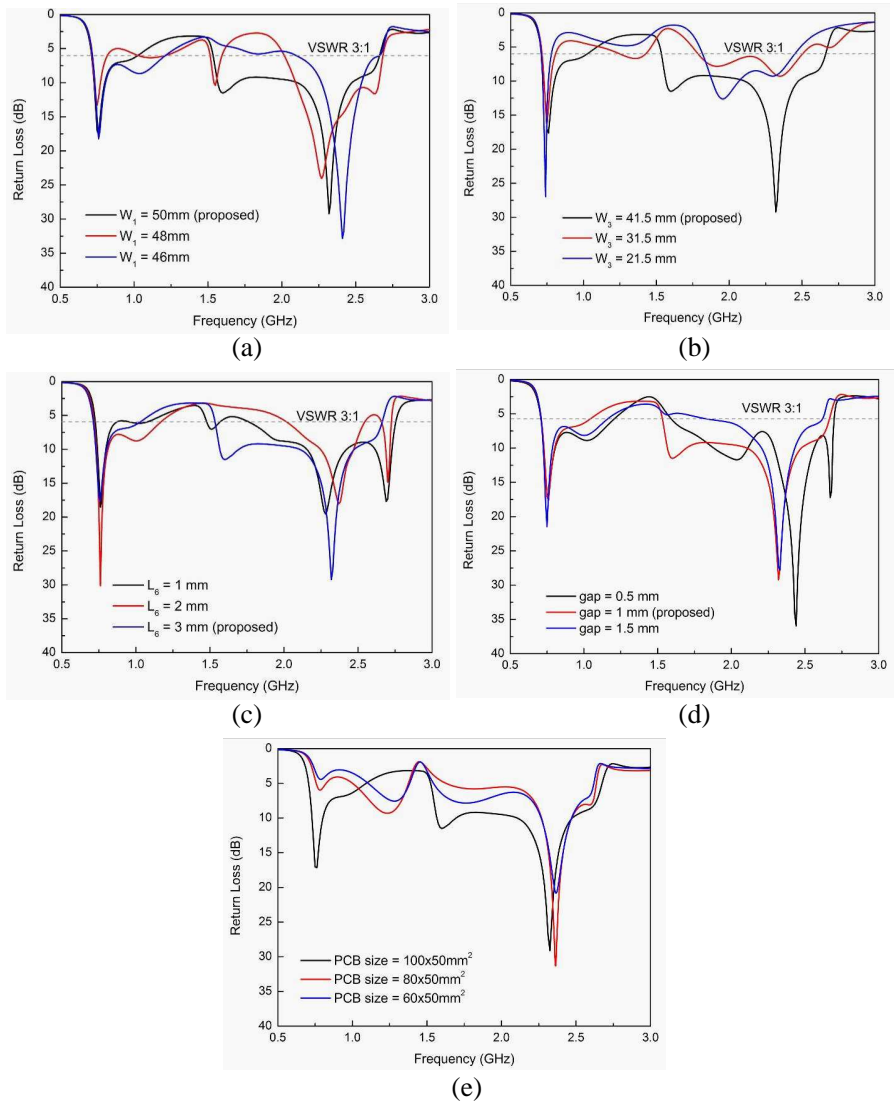 0
5
10
15
20
25
30
35
40
Return Loss (dB)
VSWR 3:1
W1 = 50mm (proposed)
W1 = 48mm
W1 = 46mm
0.5 1.0 1.5 2.0 2.5 3.0
Frequency (GHz)
(a)
0
5
10
15
20
25
30
35
40
Return Loss (dB)
VSWR 3:1
W3 = 41.5 mm (proposed)
W3 = 31.5 mm
W3 = 21.5 mm
0.5 1.0 1.5 2.0 2.5 3.0
Frequency (GHz)
(b)
0
5
10
15
20
25
30
35
40
Return Loss (dB)
VSWR 3:1
L6 = 1 mm
L6 = 2 mm
L6 = 3 mm (proposed)
0.5 1.0 1.5 2.0 2.5 3.0
Frequency (GHz)
(c)
0
5
10
15
20
25
30
35
40
Return Loss (dB)
VSWR 3:1
gap = 0.5 mm
gap = 1 mm (proposed)
gap = 1.5 mm
0.5 1.0 1.5 2.0 2.5 3.0
Frequency (GHz)
(d)
0
5
10
15
20
25
30
35
40
Return Loss (dB)
PCB size = 100x50mm²
PCB size = 80x50mm²
PCB size = 60x50mm²
0.5 1.0 1.5 2.0 2.5 3.0
Frequency (GHz)
(e)